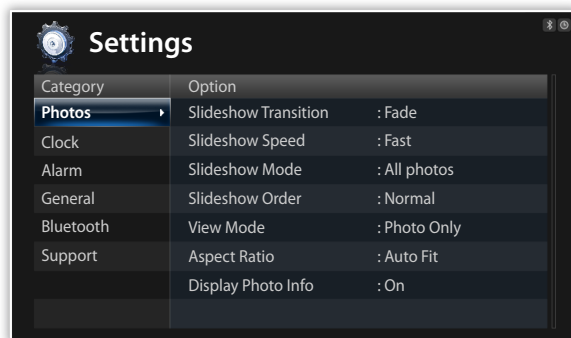 Settings
Category Option
Photos Slideshow Transition : Fade
Clock Slideshow Speed : Fast
Alarm Slideshow Mode : All photos
General Slideshow Order : Normal
Bluetooth View Mode : Photo Only
Support Aspect Ratio : Auto Fit
Display Photo Info : On